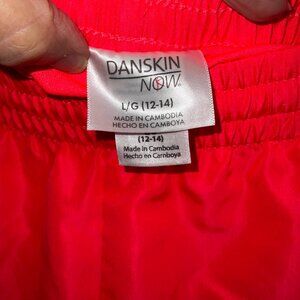 DANSKIN
NOW.
L/G (12-14)
MADE IN CAMBODIA
HECHO EN CAMBOYA
(12-14)
Made in Cambodia
Hecho en Camboya